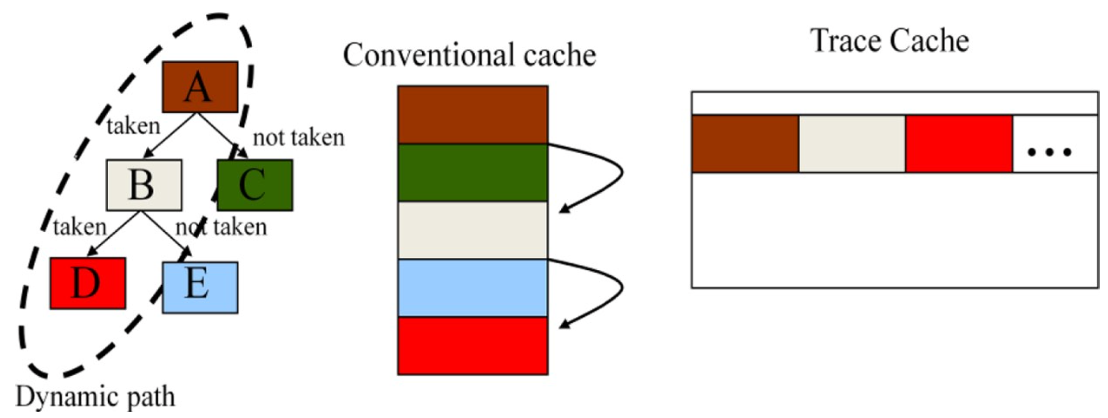 Conventional cache
Trace Cache
A
taken
not taken
B
C
taken
not taken
D
E
...
Dynamic path